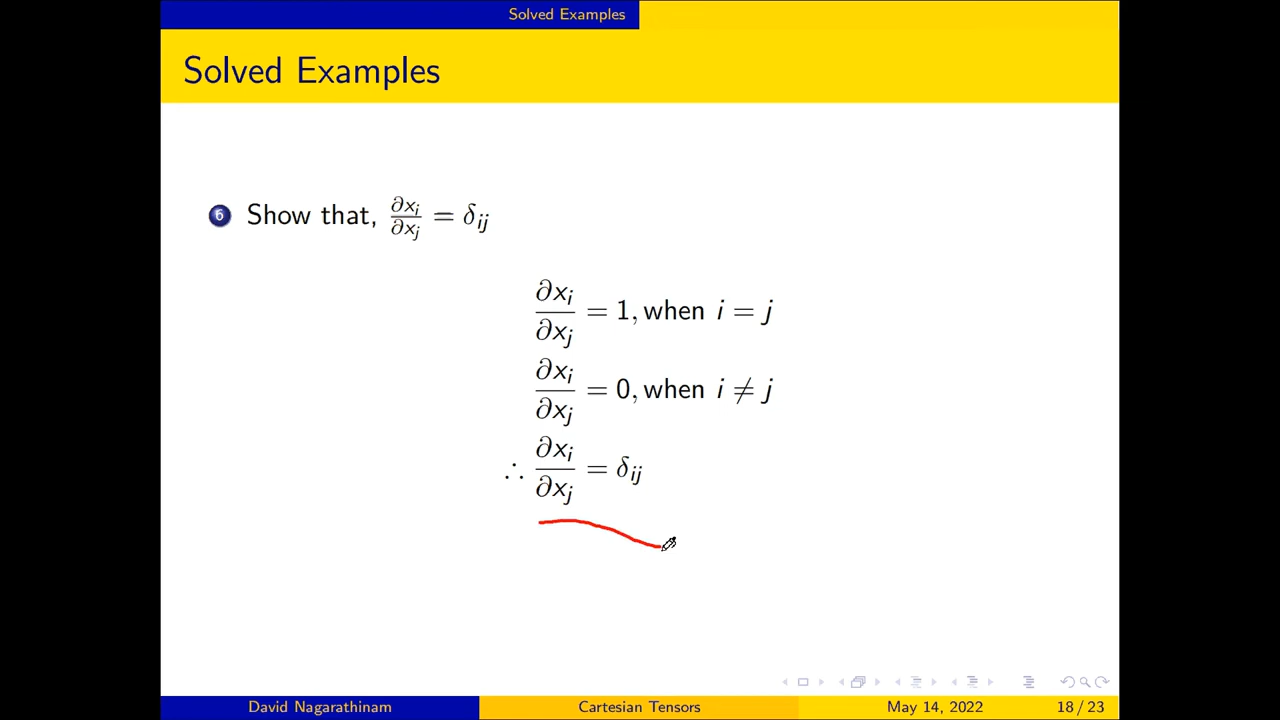 Solved Examples
Solved Examples
6 Show that, ∂xᵢ/∂xⱼ = δᵢⱼ
∂xᵢ/∂xⱼ = 1, when i = j
∂xᵢ/∂xⱼ = 0, when i ≠ j
∴ ∂xᵢ/∂xⱼ = δᵢⱼ
David Nagarathinam Cartesian Tensors May 14, 2022 18 / 23